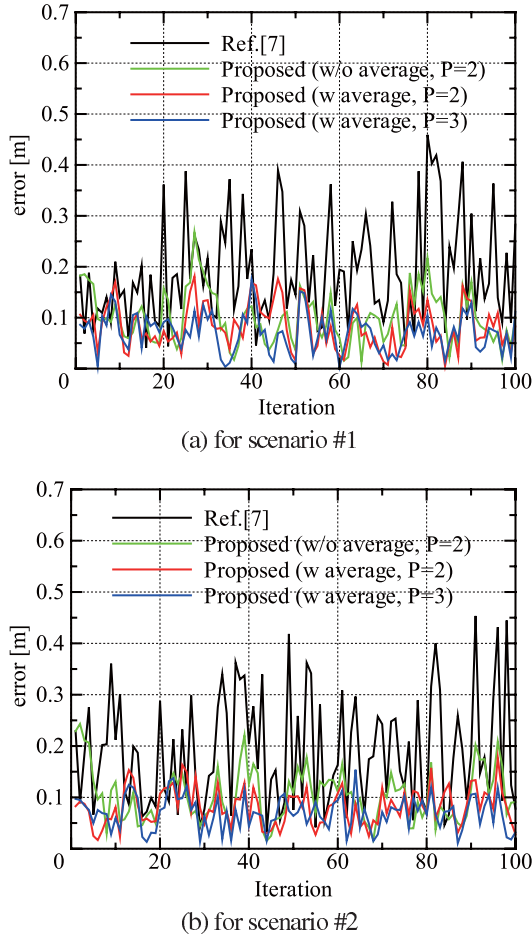 0.7
0.6
0.5
0.4
0.3
0.2
0.1
0
20
40
60
80
100
error [m]
Iteration
Ref.[7]
Proposed (w/o average, P=2)
Proposed (w average, P=2)
Proposed (w average, P=3)
(a) for scenario #1
0.7
0.6
0.5
0.4
0.3
0.2
0.1
0
20
40
60
80
100
error [m]
Iteration
Ref.[7]
Proposed (w/o average, P=2)
Proposed (w average, P=2)
Proposed (w average, P=3)
(b) for scenario #2